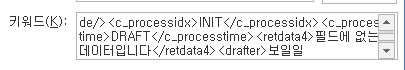 키워드(K):
de/> <c_processidx>INIT</c_processidx> <c_process
time>DRAFT</c_processtime> <retdata4>필드에 없는
데이터입니다</retdata4> <drafter>보일일